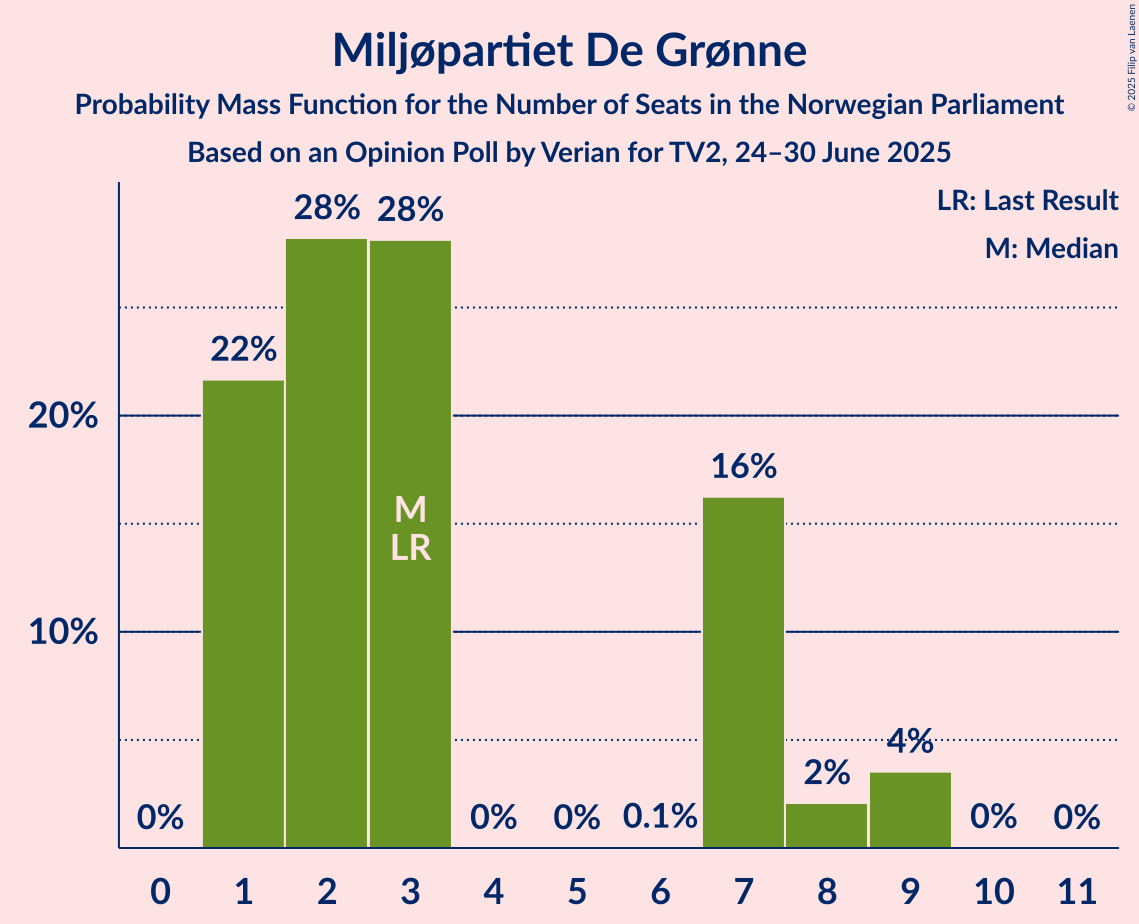 Miljøpartiet De Grønne
Probability Mass Function for the Number of Seats in the Norwegian Parliament
Based on an Opinion Poll by Verian for TV2, 24–30 June 2025
© 2025 Filip van Laenen
LR: Last Result
M: Median
28% 28%
22%
20%
16%
M
LR
10%
4%
2%
0% 0% 0% 0.1% 0% 0%
0 1 2 3 4 5 6 7 8 9 10 11